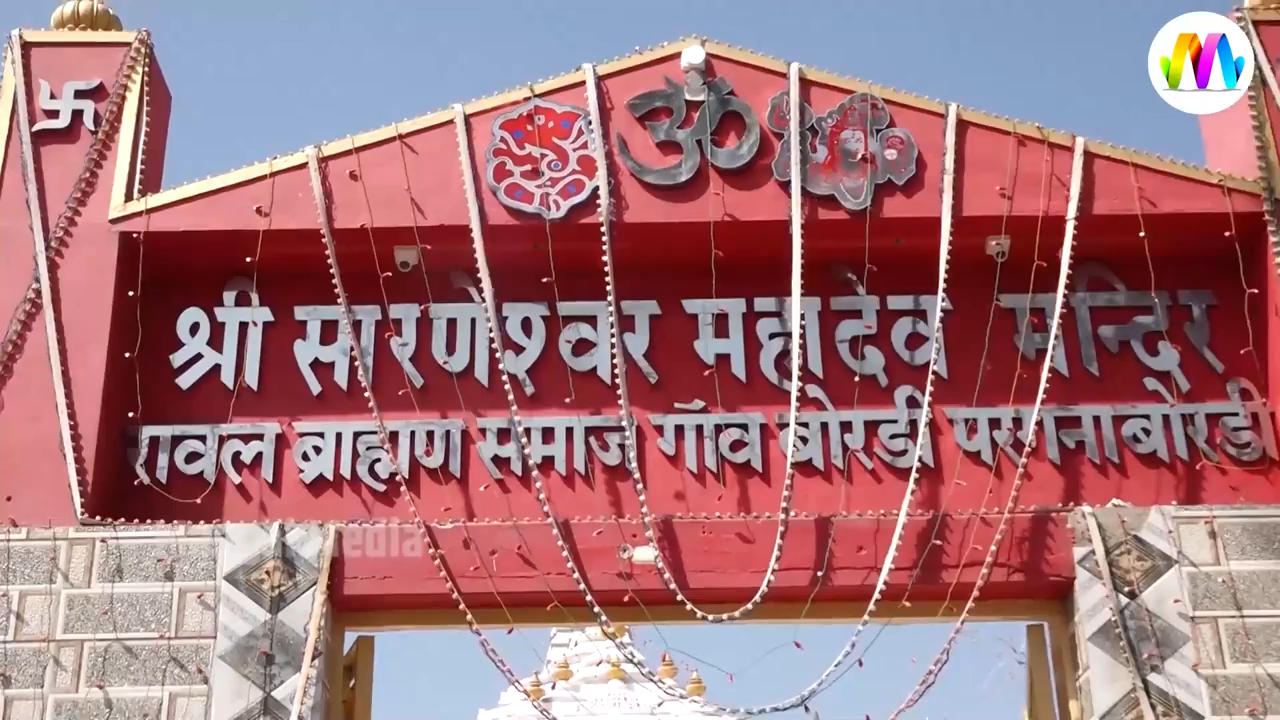 ॐ
श्री सारणेश्वर महादेव मन्दिर
रावल ब्राह्मण समाज गाँव बोरडी परगनाबोरडी